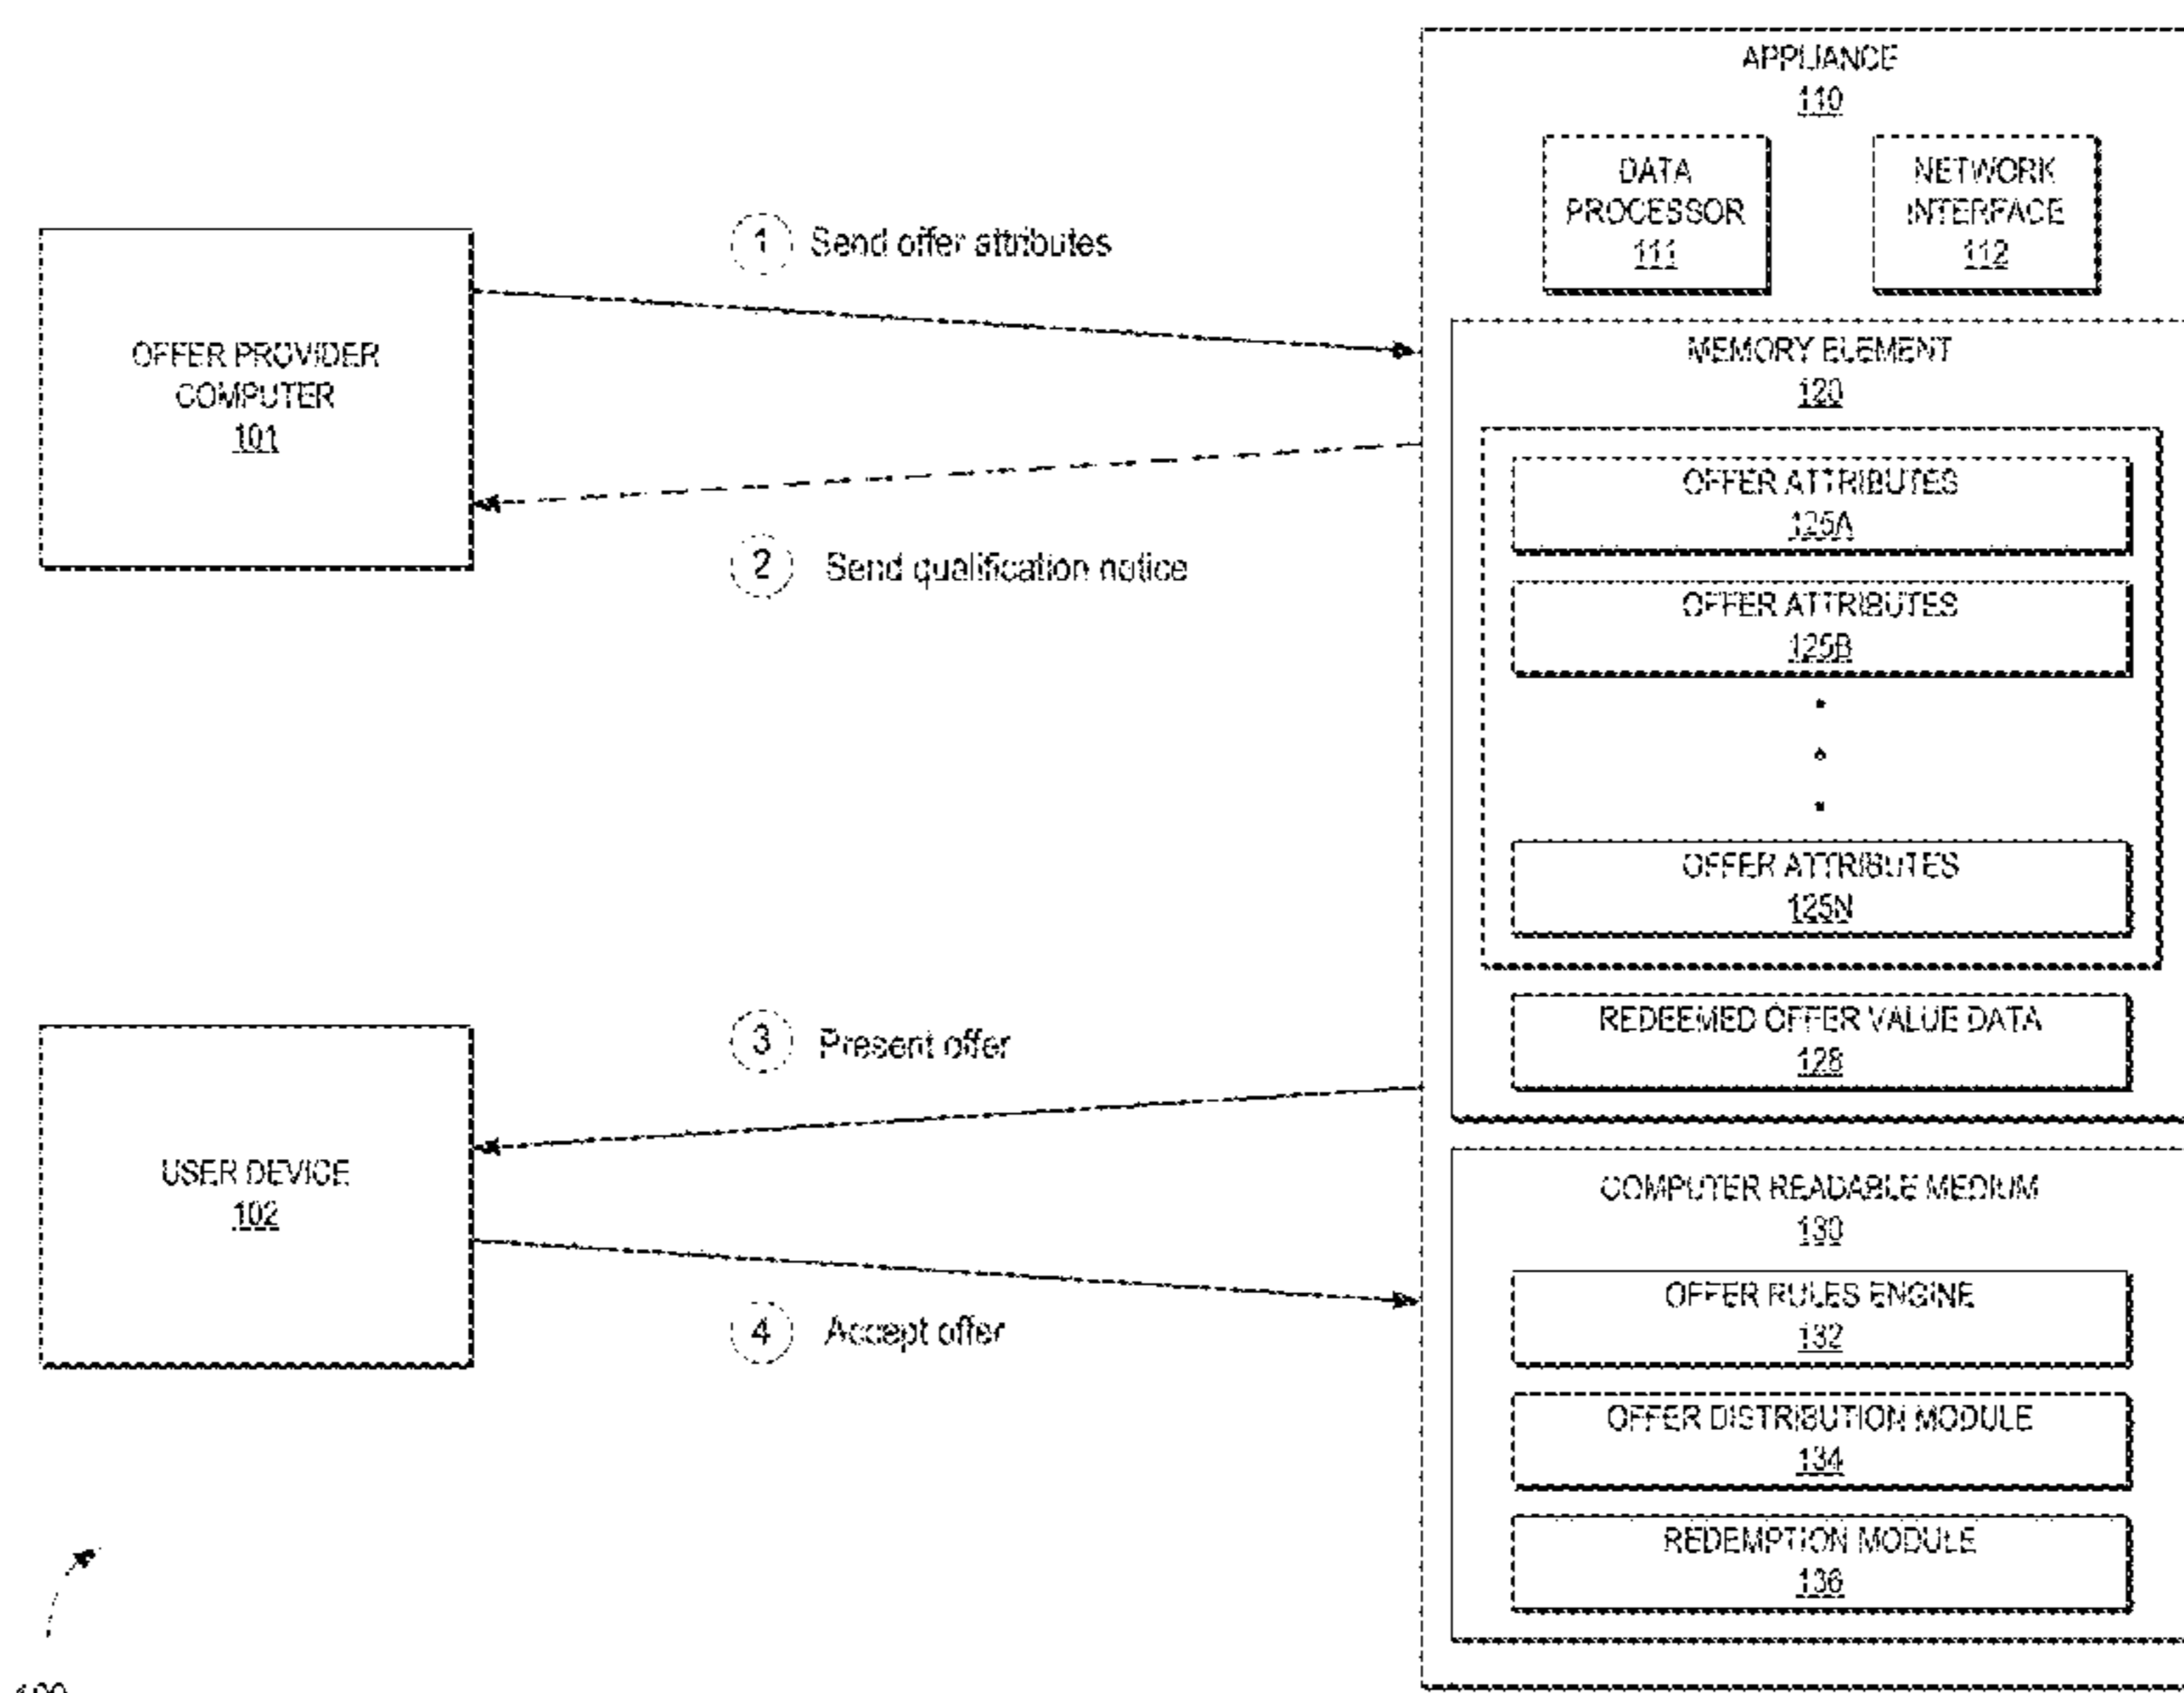 APPLIANCE
110
DATA
PROCESSOR
111
NETWORK
INTERFACE
112
1 Send offer attributes
OFFER PROVIDER
COMPUTER
101
MEMORY ELEMENT
120
OFFER ATTRIBUTES
125A
2 Send qualification notice
OFFER ATTRIBUTES
125B
OFFER ATTRIBUTES
125N
REDEEMED OFFER VALUE DATA
128
3 Present offer
USER DEVICE
102
COMPUTER READABLE MEDIUM
130
OFFER RULES ENGINE
132
4 Accept offer
OFFER DISTRIBUTION MODULE
134
REDEMPTION MODULE
136